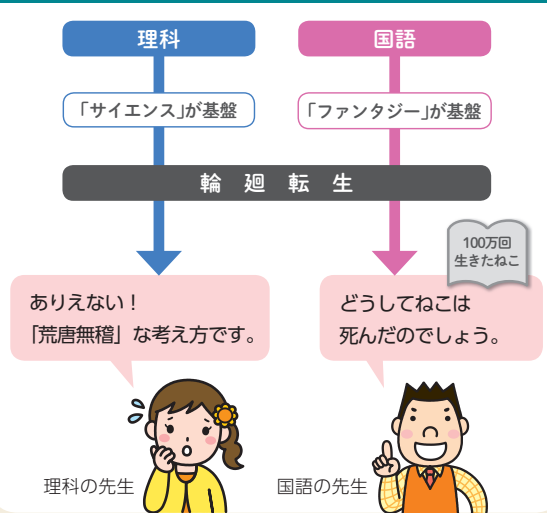 理科
国語
「サイエンス」が基盤
「ファンタジー」が基盤
輪廻転生
100万回
生きたねこ
ありえない！
「荒唐無稽」な考え方です。
どうしてねこは
死んだのでしょう。
理科の先生
国語の先生